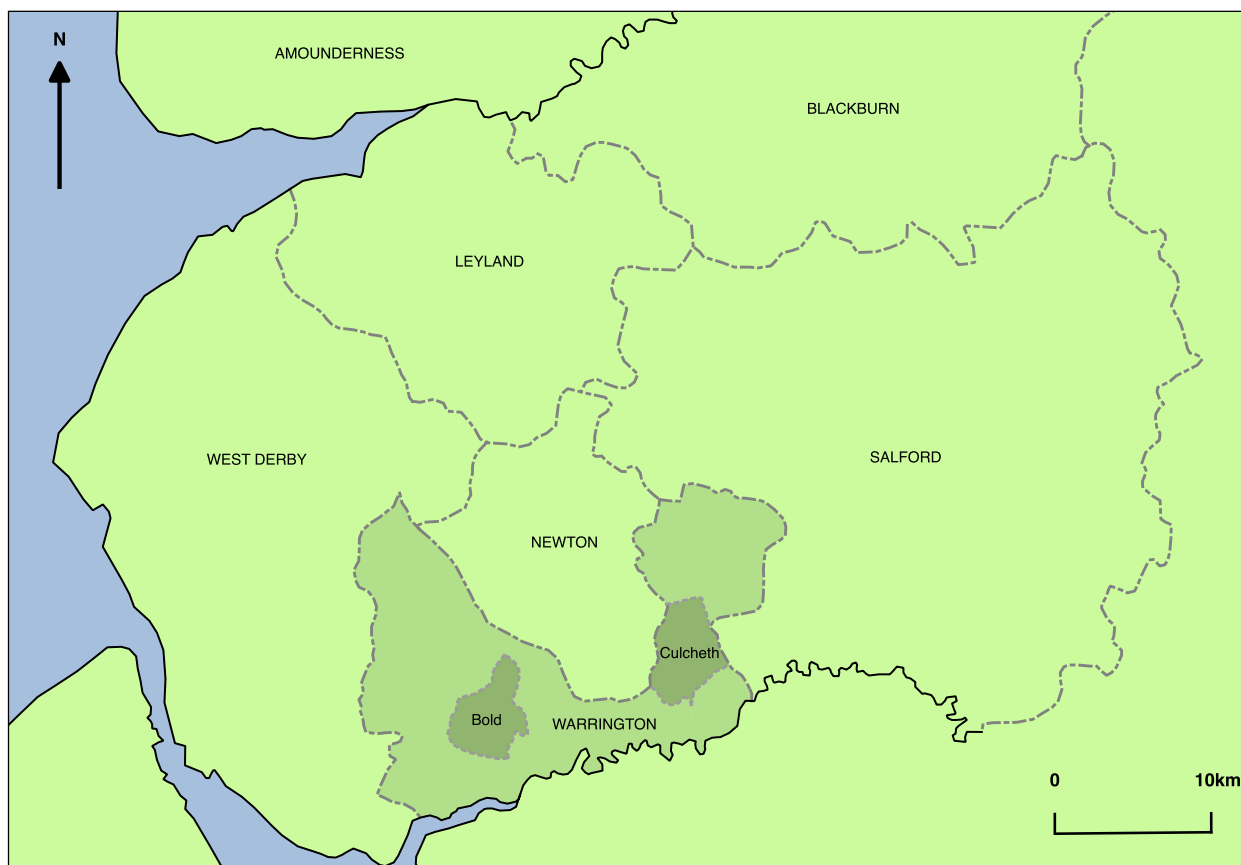 N
AMOUNDERNESS
BLACKBURN
LEYLAND
WEST DERBY
SALFORD
NEWTON
Culcheth
Bold
WARRINGTON
0 10km